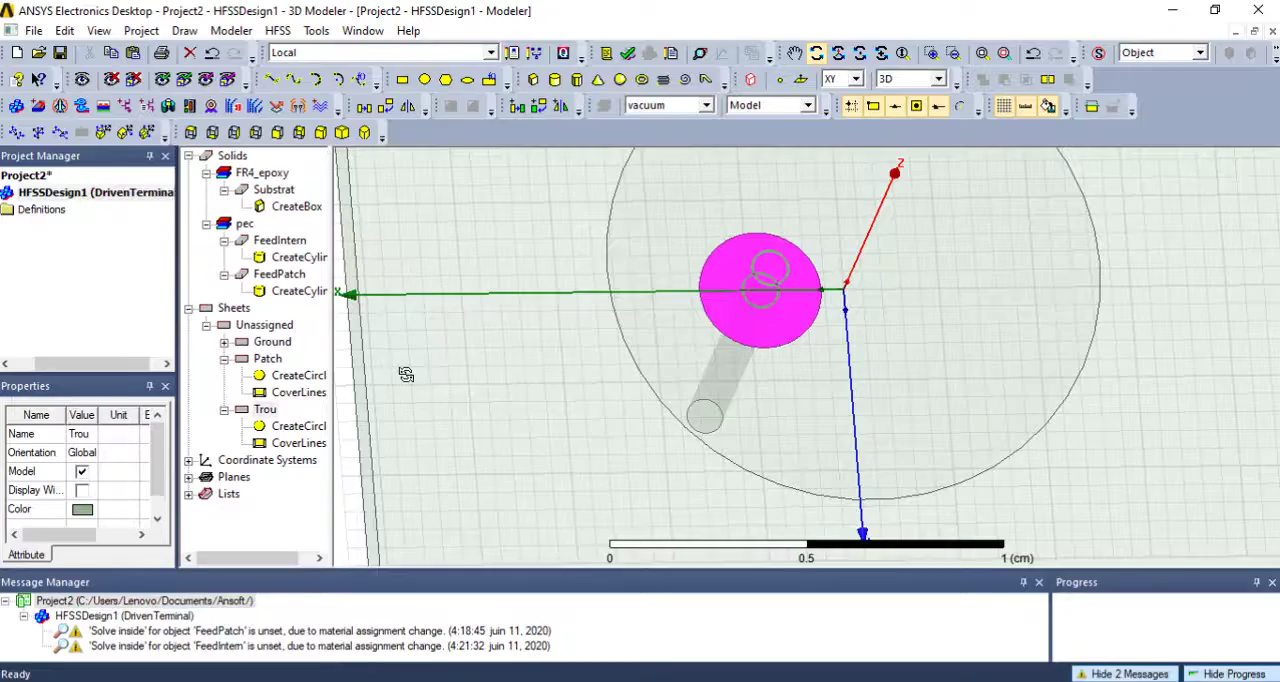 ANSYS Electronics Desktop - Project2 - HFSSDesign1 - 3D Modeler - [Project2 - HFSSDesign1 - Modeler]
File Edit View Project Draw Modeler HFSS Tools Window Help
Local Object
XY 3D
vacuum Model
Project Manager
Project2*
HFSSDesign1 (DrivenTermina
Definitions
Solids
FR4_epoxy
Substrat
CreateBox
pec
FeedIntern
CreateCylir
FeedPatch
CreateCylir
Sheets
Unassigned
Ground
Patch
CreateCircl
CoverLines
Trou
CreateCircl
CoverLines
Coordinate Systems
Planes
Lists
Properties
Name Value Unit E
Name Trou
Orientation Global
Model
Display Wi...
Color
Attribute
Z
X
0 0.5 1 (cm)
Message Manager
Project2 (C:/Users/Lenovo/Documents/Ansoft/)
HFSSDesign1 (DrivenTerminal)
'Solve inside' for object 'FeedPatch' is unset, due to material assignment change. (4:18:45 juin 11, 2020)
'Solve inside' for object 'FeedIntern' is unset, due to material assignment change. (4:21:32 juin 11, 2020)
Progress
Ready
Hide 2 Messages
Hide Progress